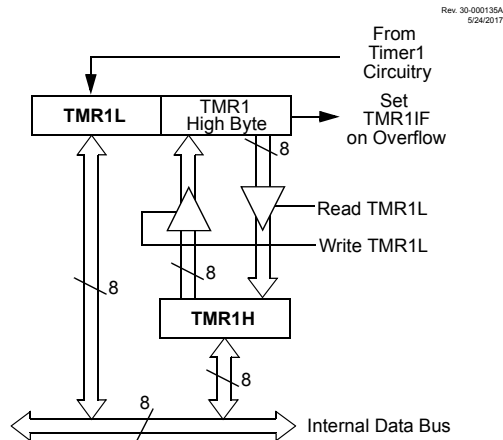 Rev. 30-000135A
5/24/2017
From
Timer1
Circuitry
TMR1L
TMR1
High Byte
Set
TMR1IF
on Overflow
8
Read TMR1L
Write TMR1L
8
8
TMR1H
8
8
Internal Data Bus